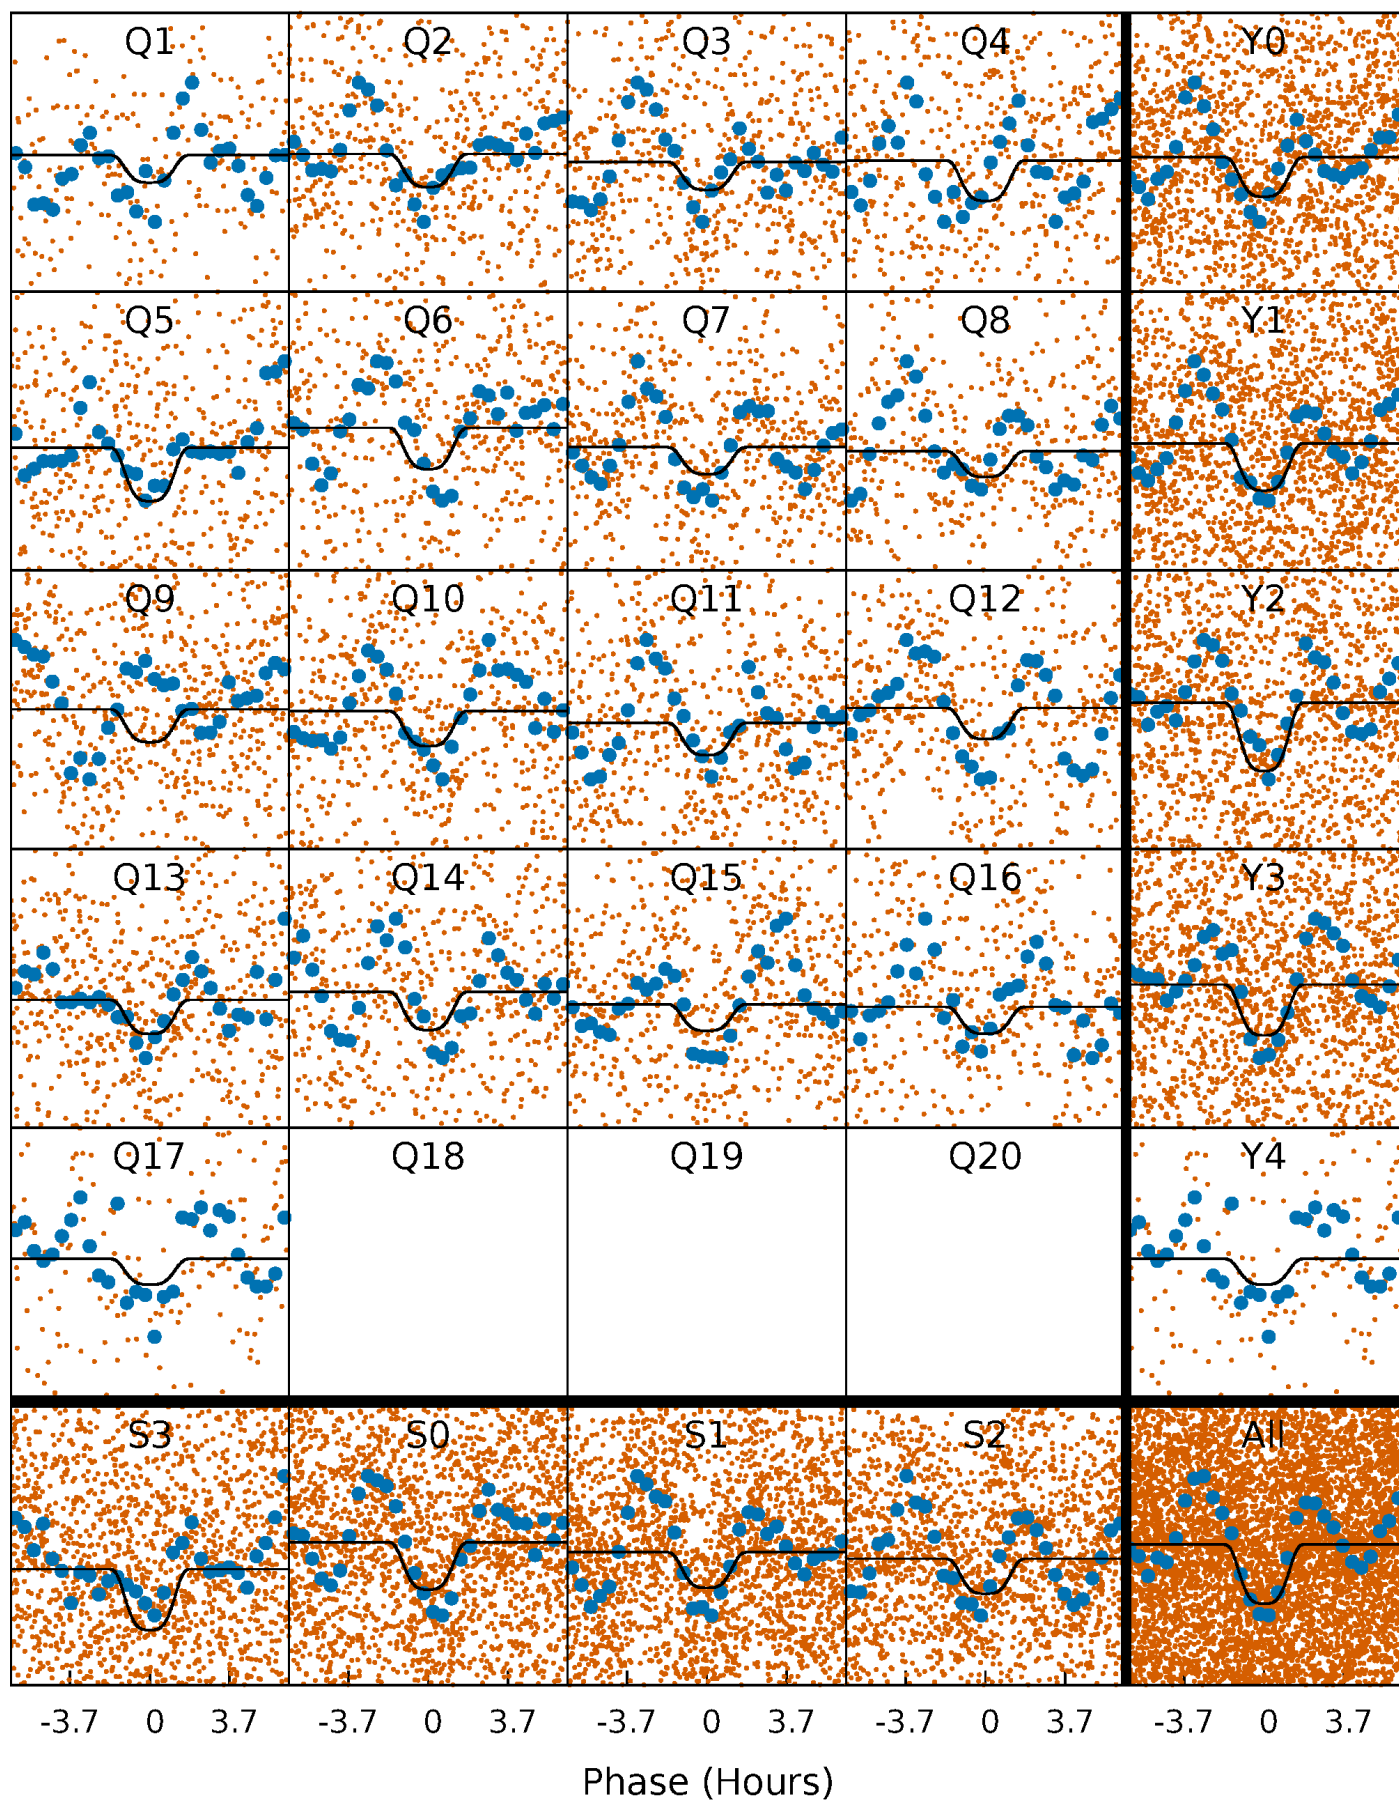 Q1 Q2 Q3 Q4 Y0
Q5 Q6 Q7 Q8 Y1
Q9 Q10 Q11 Q12 Y2
Q13 Q14 Q15 Q16 Y3
Q17 Q18 Q19 Q20 Y4
S3 S0 S1 S2 All
-3.7 0 3.7 -3.7 0 3.7 -3.7 0 3.7 -3.7 0 3.7 -3.7 0 3.7
Phase (Hours)